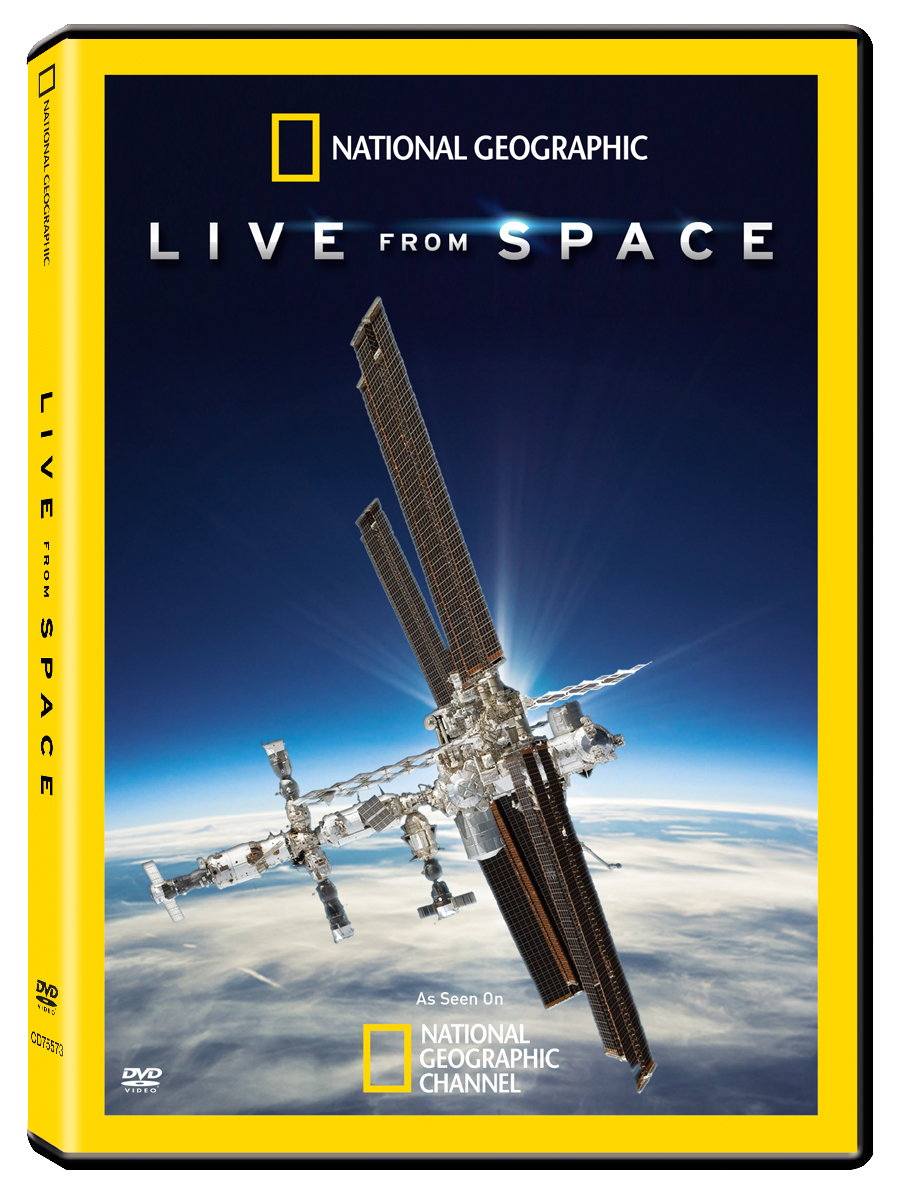 NATIONAL GEOGRAPHIC
LIVE FROM SPACE
As Seen On
NATIONAL
GEOGRAPHIC
CHANNEL
DVD
VIDEO
NATIONAL GEOGRAPHIC
LIVE FROM SPACE
DVD
VIDEO
CD75573